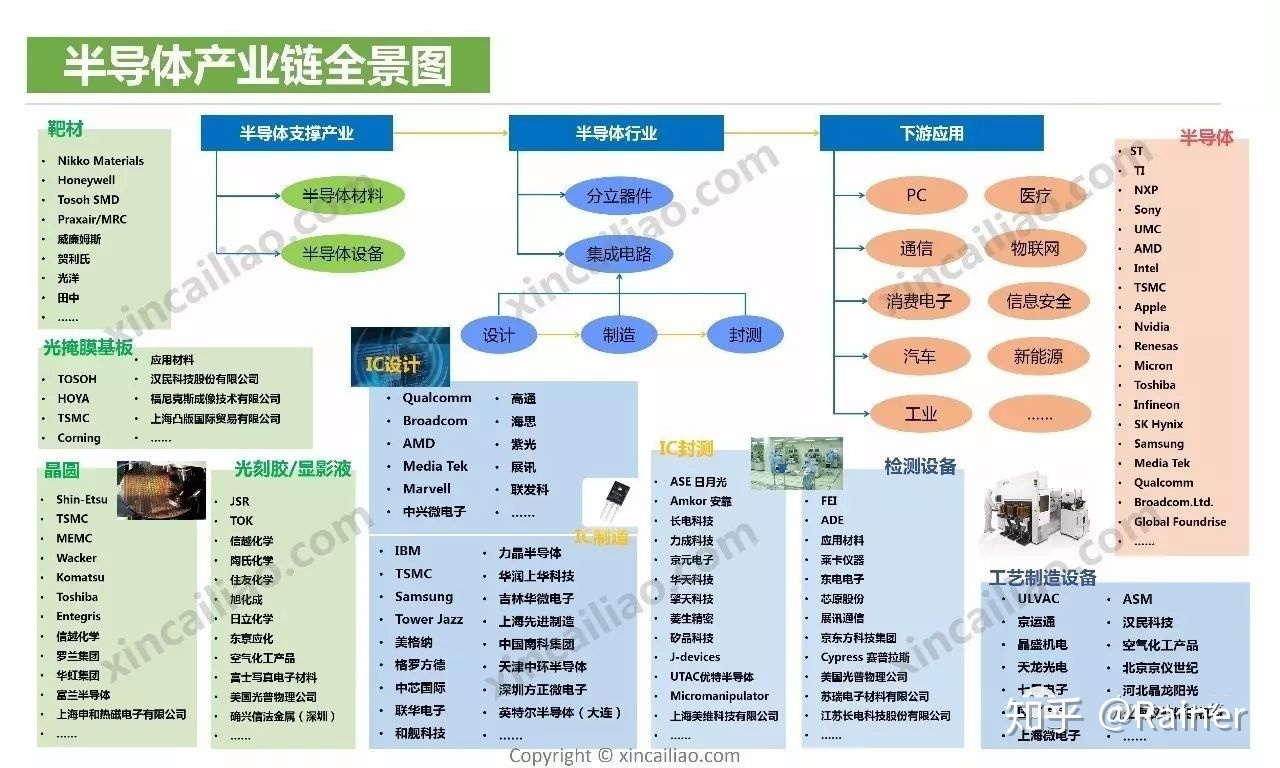 半导体产业链全景图
半导体支撑产业
半导体行业
下游应用
半导体材料
半导体设备
分立器件
集成电路
设计
制造
封测
PC
医疗
通信
物联网
消费电子
信息安全
汽车
新能源
工业
……
靶材
Nikko Materials
Honeywell
Tosoh SMD
Praxair/MRC
威廉姆斯
贺利氏
光洋
田中
……
光掩膜基板
TOSOH
HOYA
TSMC
Corning
应用材料
汉民科技股份有限公司
福尼克斯成像技术有限公司
上海凸版国际贸易有限公司
……
晶圆
Shin-Etsu
TSMC
MEMC
Wacker
Komatsu
Toshiba
Entegris
信越化学
罗兰集团
华虹集团
富兰半导体
上海申和热磁电子有限公司
……
光刻胶/显影液
JSR
TOK
信越化学
陶氏化学
住友化学
旭化成
日立化学
东京应化
空气化工产品
富士写真电子材料
美国光普物理公司
确兴信法金属（深圳）
……
IC设计
Qualcomm
Broadcom
AMD
Media Tek
Marvell
中兴微电子
高通
海思
紫光
展讯
联发科
……
IC制造
IBM
TSMC
Samsung
Tower Jazz
美格纳
格罗方德
中芯国际
联华电子
和舰科技
力晶半导体
华润上华科技
吉林华微电子
上海先进制造
中国南科集团
天津中环半导体
深圳方正微电子
英特尔半导体（大连）
……
IC封测
ASE 日月光
Amkor 安靠
长电科技
力成科技
京元电子
华天科技
擎天科技
菱生精密
矽品科技
J-devices
UTAC优特半导体
Micromanipulator
上海美维科技有限公司
……
检测设备
FEI
ADE
应用材料
莱卡仪器
东电电子
芯原股份
展讯通信
京东方科技集团
Cypress 赛普拉斯
美国光普物理公司
苏瑞电子材料有限公司
江苏长电科技股份有限公司
……
工艺制造设备
ULVAC
京运通
晶盛机电
天龙光电
上海微电子
ASM
汉民科技
空气化工产品
北京京仪世纪
河北晶龙阳光
……
半导体
ST
TI
NXP
Sony
UMC
AMD
Intel
TSMC
Apple
Nvidia
Renesas
Micron
Toshiba
Infineon
SK Hynix
Samsung
Media Tek
Qualcomm
Broadcom.Ltd.
Global Foundrise
……
xincailiao.com
xincailiao.com
xincailiao.com
xincailiao.com
xincailiao.com
xincailiao.com
知乎 @Rainer
Copyright © xincailiao.com